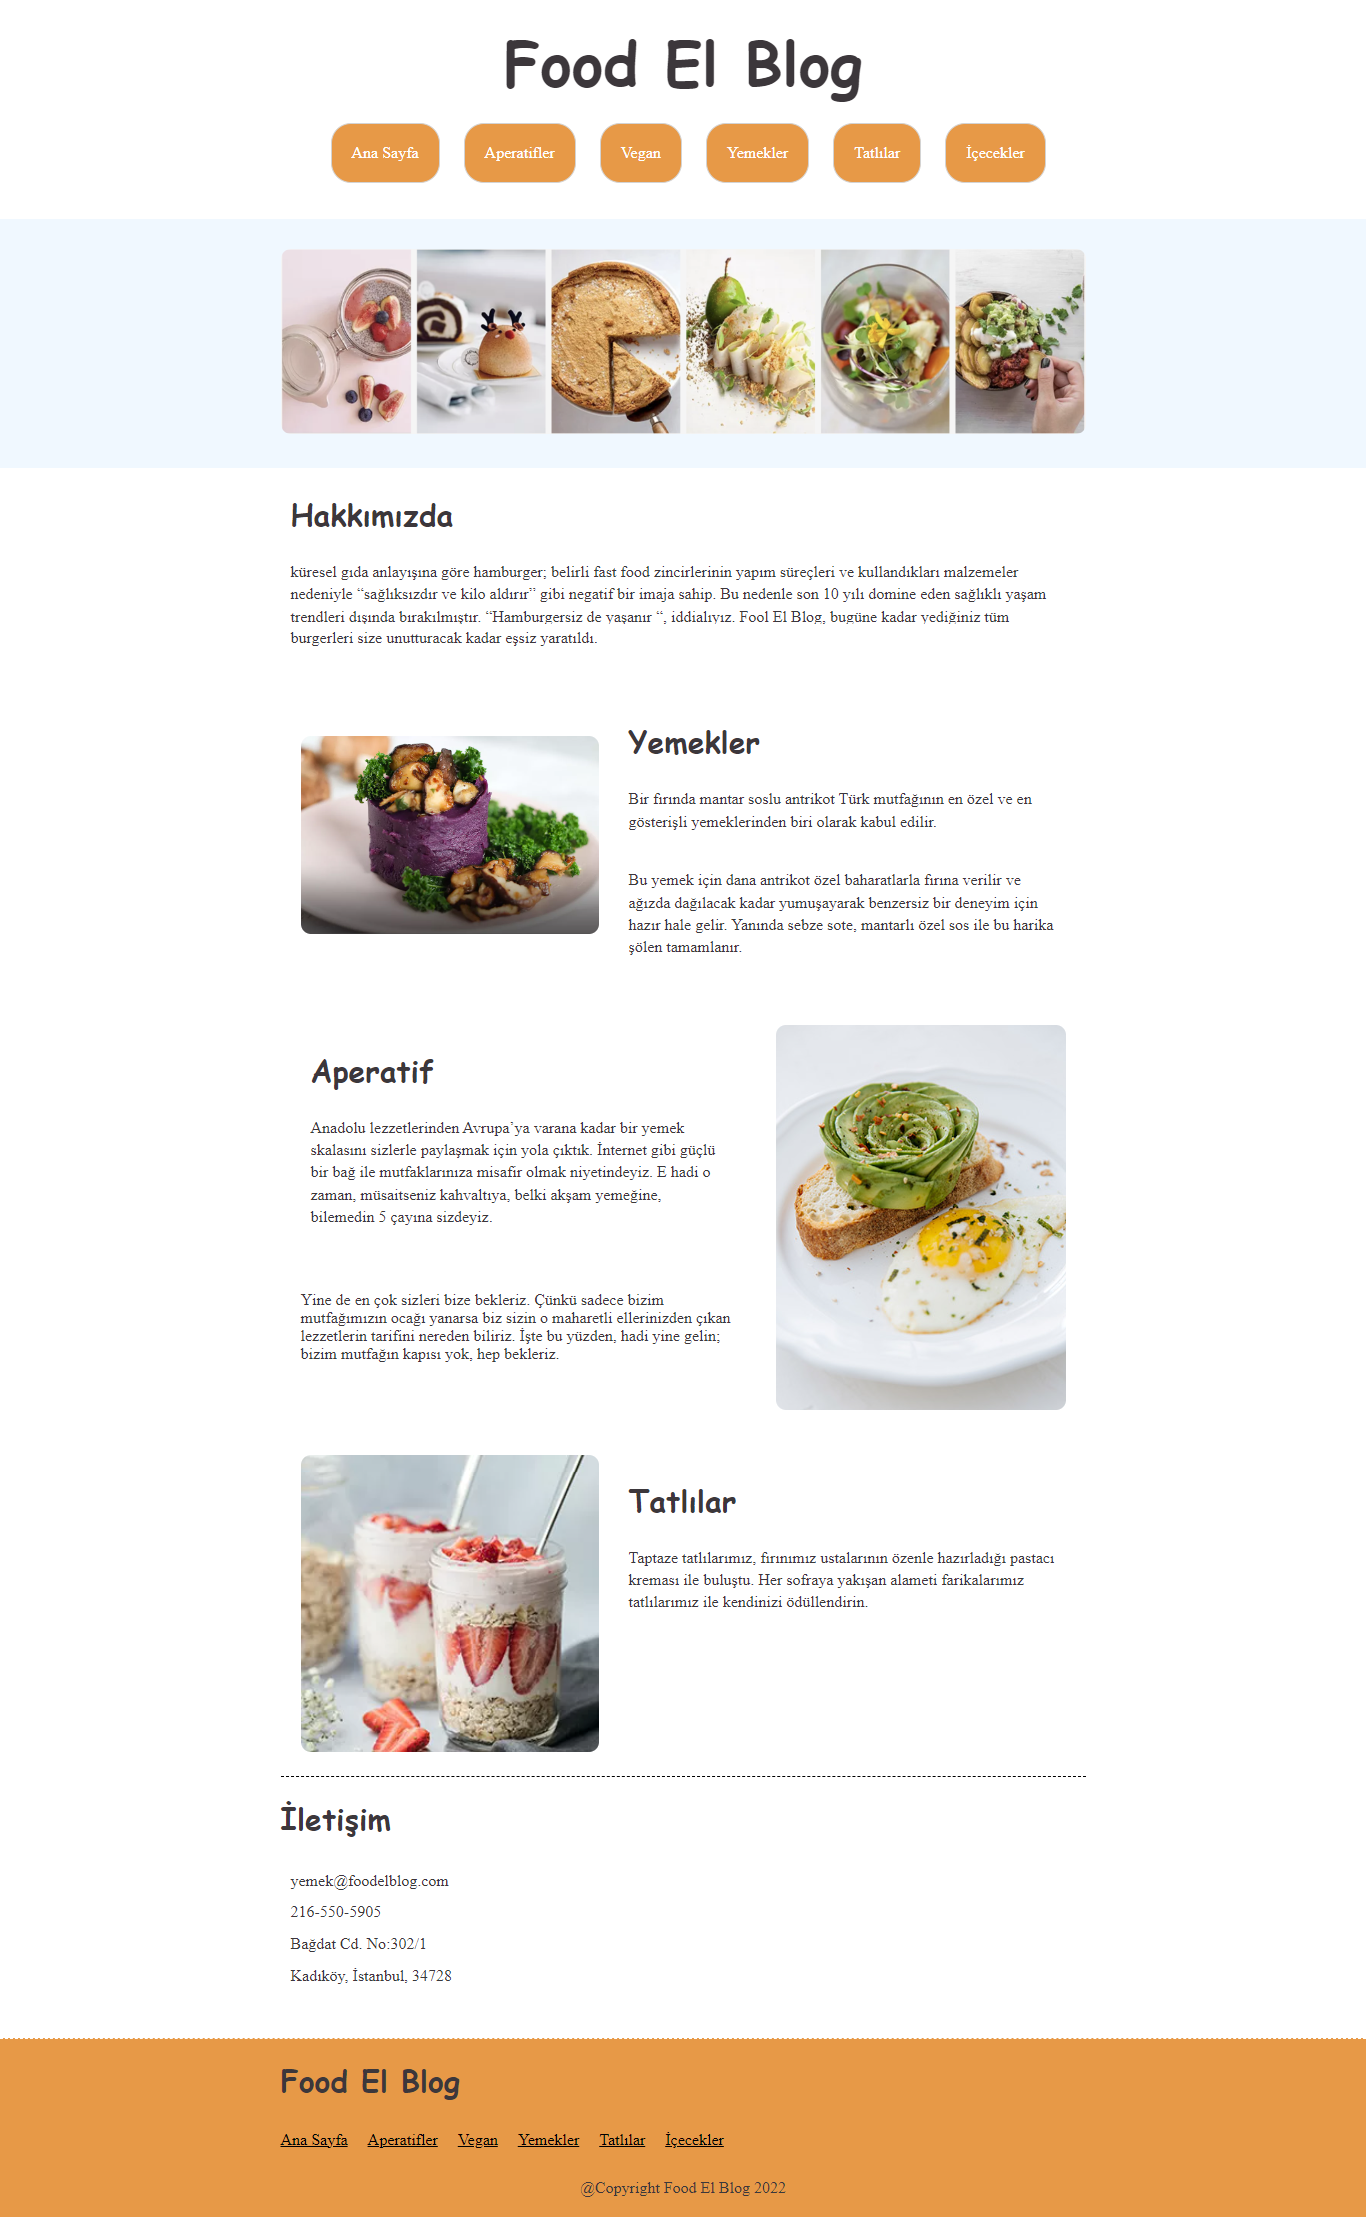 Food El Blog
Ana Sayfa
Aperatifler
Vegan
Yemekler
Tatlılar
İçecekler
Hakkımızda
küresel gıda anlayışına göre hamburger; belirli fast food zincirlerinin yapım süreçleri ve kullandıkları malzemeler
nedeniyle “sağlıksızdır ve kilo aldırır” gibi negatif bir imaja sahip. Bu nedenle son 10 yılı domine eden sağlıklı yaşam
trendleri dışında bırakılmıştır. “Hamburgersiz de yaşanır “, iddialıyız. Fool El Blog, bugüne kadar yediğiniz tüm
burgerleri size unutturacak kadar eşsiz yaratıldı.
Yemekler
Bir fırında mantar soslu antrikot Türk mutfağının en özel ve en
gösterişli yemeklerinden biri olarak kabul edilir.
Bu yemek için dana antrikot özel baharatlarla fırına verilir ve
ağızda dağılacak kadar yumuşayarak benzersiz bir deneyim için
hazır hale gelir. Yanında sebze sote, mantarlı özel sos ile bu harika
şölen tamamlanır.
Aperatif
Anadolu lezzetlerinden Avrupa’ya varana kadar bir yemek
skalasını sizlerle paylaşmak için yola çıktık. İnternet gibi güçlü
bir bağ ile mutfaklarınıza misafir olmak niyetindeyiz. E hadi o
zaman, müsaitseniz kahvaltıya, belki akşam yemeğine,
bilemedin 5 çayına sizdeyiz.
Yine de en çok sizleri bize bekleriz. Çünkü sadece bizim
mutfağımızın ocağı yanarsa biz sizin o maharetli ellerinizden çıkan
lezzetlerin tarifini nereden biliriz. İşte bu yüzden, hadi yine gelin;
bizim mutfağın kapısı yok, hep bekleriz.
Tatlılar
Taptaze tatlılarımız, fırınımız ustalarının özenle hazırladığı pastacı
kreması ile buluştu. Her sofraya yakışan alameti farikalarımız
tatlılarımız ile kendinizi ödüllendirin.
İletişim
yemek@foodelblog.com
216-550-5905
Bağdat Cd. No:302/1
Kadıköy, İstanbul, 34728
Food El Blog
Ana Sayfa Aperatifler Vegan Yemekler Tatlılar İçecekler
@Copyright Food El Blog 2022